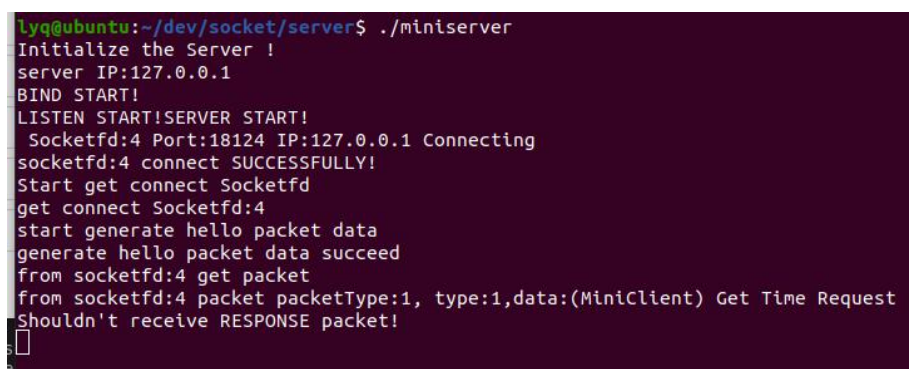 lyq@ubuntu:~/dev/socket/server$ ./miniserver
Initialize the Server !
server IP:127.0.0.1
BIND START!
LISTEN START!SERVER START!
 Socketfd:4 Port:18124 IP:127.0.0.1 Connecting
socketfd:4 connect SUCCESSFULLY!
Start get connect Socketfd
get connect Socketfd:4
start generate hello packet data
generate hello packet data succeed
from socketfd:4 get packet
from socketfd:4 packet packetType:1, type:1,data:(MiniClient) Get Time Request
Shouldn't receive RESPONSE packet!